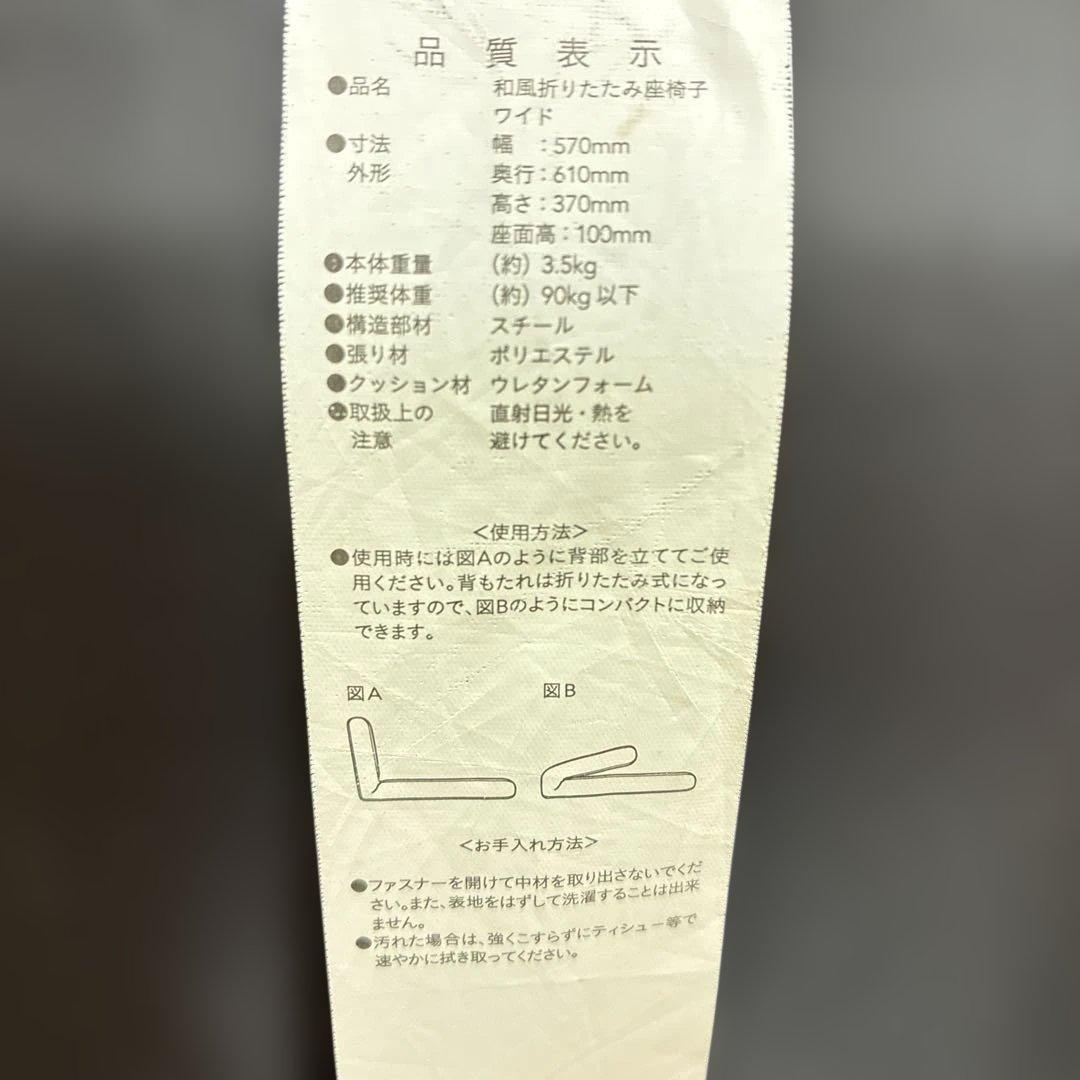 品質表示
●品名 和風折りたたみ座椅子
ワイド
●寸法 幅 :570mm
外形 奥行:610mm
高さ:370mm
座面高:100mm
●本体重量 (約) 3.5kg
●推奨体重 (約) 90kg 以下
●構造部材 スチール
●張り材 ポリエステル
●クッション材 ウレタンフォーム
●取扱上の 直射日光・熱を
注意 避けてください。
<使用方法>
●使用時には図Aのように背部を立ててご使
用ください。背もたれは折りたたみ式になっ
ていますので、図Bのようにコンパクトに収納
できます。
図A 図B
<お手入れ方法>
●ファスナーを開けて中材を取り出さないでくだ
さい。また、表地をはずして洗濯することは出来
ません。
●汚れた場合は、強くこすらずにティシュー等で
速やかに拭き取ってください。